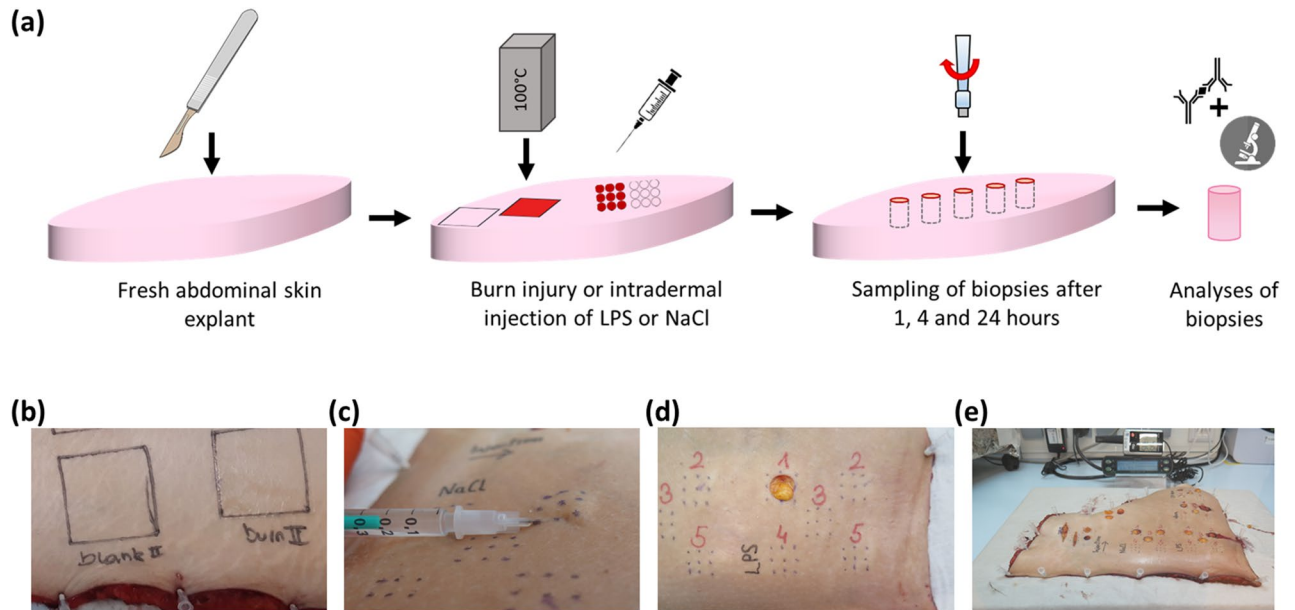 (a)
100°C
+
Fresh abdominal skin
explant
Burn injury or intradermal
injection of LPS or NaCl
Sampling of biopsies after
1, 4 and 24 hours
Analyses of
biopsies
(b)
(c)
(d)
(e)
blank II
burn II
NaCl
0,3
0,2
0,1
2
1
2
3
3
5
4
5
LPS